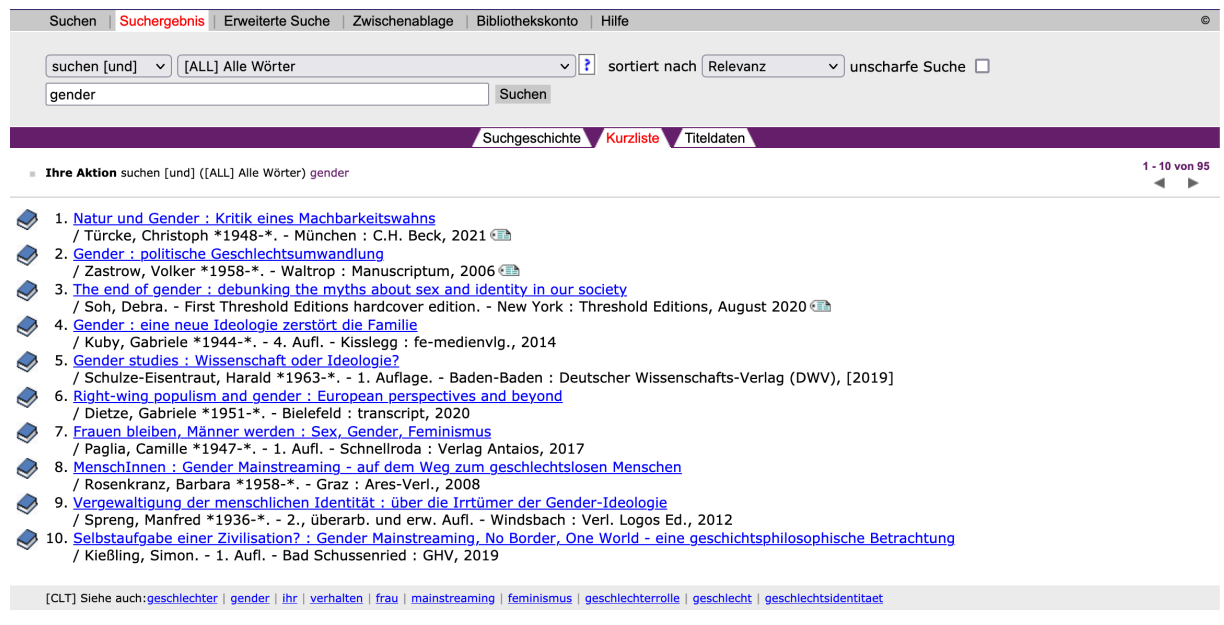 Suchen | Suchergebnis | Erweiterte Suche | Zwischenablage | Bibliothekskonto | Hilfe ©
suchen [und] [ALL] Alle Wörter ? sortiert nach Relevanz unscharfe Suche
gender Suchen
Suchgeschichte Kurzliste Titeldaten
1 - 10 von 95
Ihre Aktion suchen [und] ([ALL] Alle Wörter) gender
1. Natur und Gender : Kritik eines Machbarkeitswahns
/ Türcke, Christoph *1948-*. - München : C.H. Beck, 2021
2. Gender : politische Geschlechtsumwandlung
/ Zastrow, Volker *1958-*. - Waltrop : Manuscriptum, 2006
3. The end of gender : debunking the myths about sex and identity in our society
/ Soh, Debra. - First Threshold Editions hardcover edition. - New York : Threshold Editions, August 2020
4. Gender : eine neue Ideologie zerstört die Familie
/ Kuby, Gabriele *1944-*. - 4. Aufl. - Kisslegg : fe-medienvlg., 2014
5. Gender studies : Wissenschaft oder Ideologie?
/ Schulze-Eisentraut, Harald *1963-*. - 1. Auflage. - Baden-Baden : Deutscher Wissenschafts-Verlag (DWV), [2019]
6. Right-wing populism and gender : European perspectives and beyond
/ Dietze, Gabriele *1951-*. - Bielefeld : transcript, 2020
7. Frauen bleiben, Männer werden : Sex, Gender, Feminismus
/ Paglia, Camille *1947-*. - 1. Aufl. - Schnellroda : Verlag Antaios, 2017
8. MenschInnen : Gender Mainstreaming - auf dem Weg zum geschlechtslosen Menschen
/ Rosenkranz, Barbara *1958-*. - Graz : Ares-Verl., 2008
9. Vergewaltigung der menschlichen Identität : über die Irrtümer der Gender-Ideologie
/ Spreng, Manfred *1936-*. - 2., überarb. und erw. Aufl. - Windsbach : Verl. Logos Ed., 2012
10. Selbstaufgabe einer Zivilisation? : Gender Mainstreaming, No Border, One World - eine geschichtsphilosophische Betrachtung
/ Kießling, Simon. - 1. Aufl. - Bad Schussenried : GHV, 2019
[CLT] Siehe auch:geschlechter | gender | ihr | verhalten | frau | mainstreaming | feminismus | geschlechterrolle | geschlecht | geschlechtsidentitaet